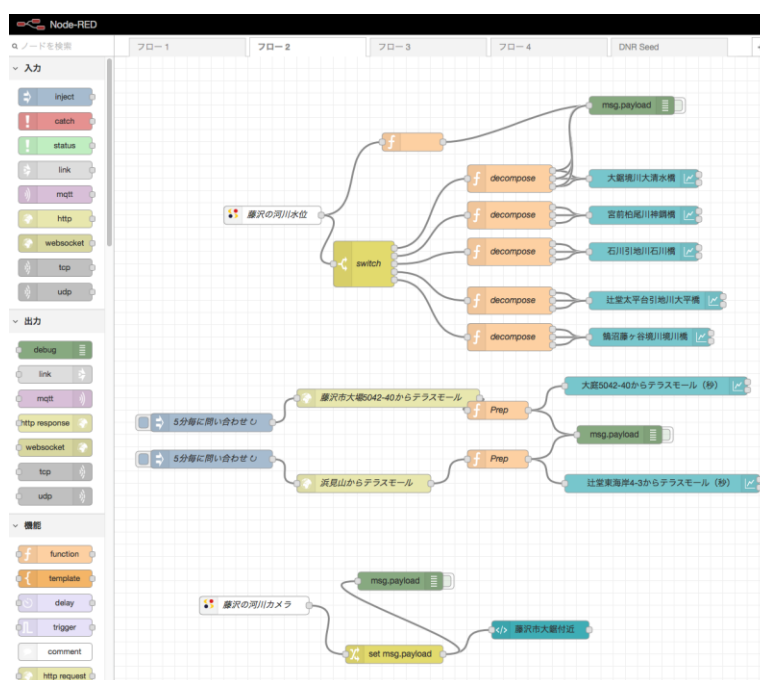 Node-RED
ノードを検索
フロー 1
フロー 2
フロー 3
フロー 4
DNR Seed
入力
inject
catch
status
link
mqtt
http
websocket
tcp
udp
出力
debug
link
mqtt
http response
websocket
tcp
udp
機能
function
template
delay
trigger
comment
http request
msg.payload
藤沢の河川水位
switch
decompose
大鋸境川大清水橋
decompose
宮前柏尾川神鋼橋
decompose
石川引地川石川橋
decompose
辻堂太平台引地川太平橋
decompose
鵠沼藤ヶ谷境川境川橋
5分毎に問い合わせ ↻
藤沢市大場5042-40からテラスモール
Prep
大庭5042-40からテラスモール（秒）
msg.payload
5分毎に問い合わせ ↻
浜見山からテラスモール
Prep
辻堂東海岸4-3からテラスモール（秒）
msg.payload
藤沢の河川カメラ
set msg.payload
藤沢市大鋸付近